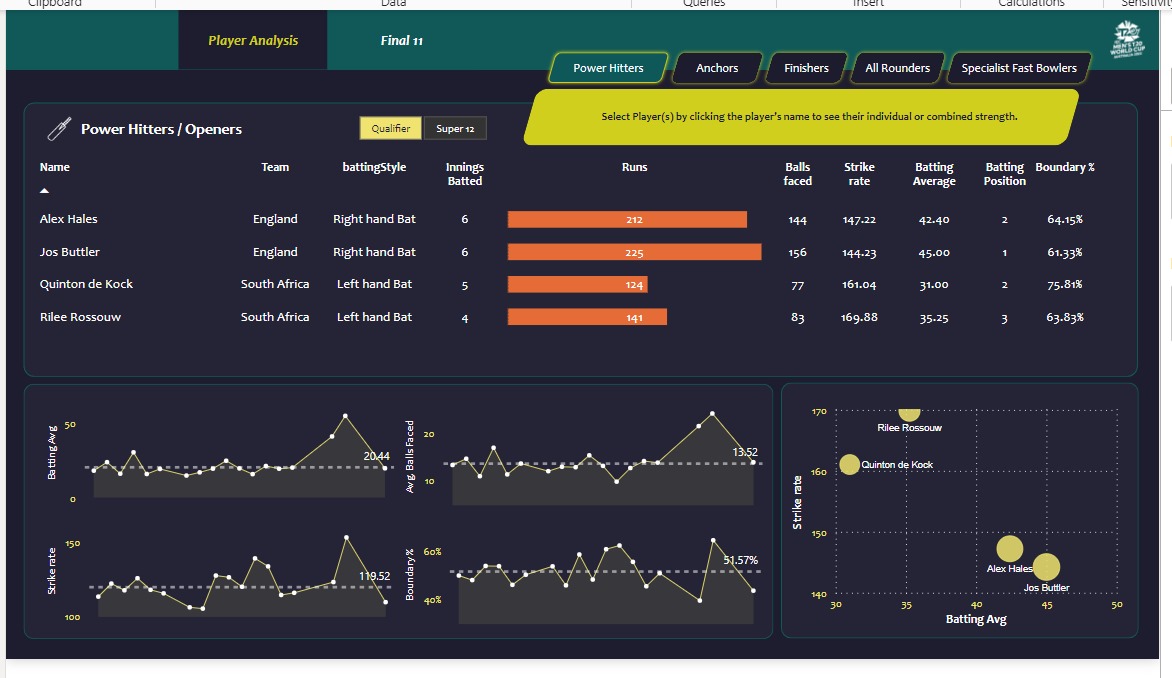 Clipboard Data Queries Insert Calculations Sensitivity
Player Analysis Final 11
MEN'S T20
WORLD CUP
Power Hitters Anchors Finishers All Rounders Specialist Fast Bowlers
Select Player(s) by clicking the player's name to see their individual or combined strength.
Power Hitters / Openers Qualifier Super 12
Name Team battingStyle Innings Batted Runs Balls faced Strike rate Batting Average Batting Position Boundary %
Alex Hales England Right hand Bat 6 212 144 147.22 42.40 2 64.15%
Jos Buttler England Right hand Bat 6 225 156 144.23 45.00 1 61.33%
Quinton de Kock South Africa Left hand Bat 5 124 77 161.04 31.00 2 75.81%
Rilee Rossouw South Africa Left hand Bat 4 141 83 169.88 35.25 3 63.83%
Batting Avg
50
0
20.44
Avg Balls Faced
20
10
13.52
Strike rate
150
100
119.52
Boundary%
60%
40%
51.57%
Strike rate
170
160
150
140
Rilee Rossouw
Quinton de Kock
Alex Hales
Jos Buttler
30 35 40 45 50
Batting Avg